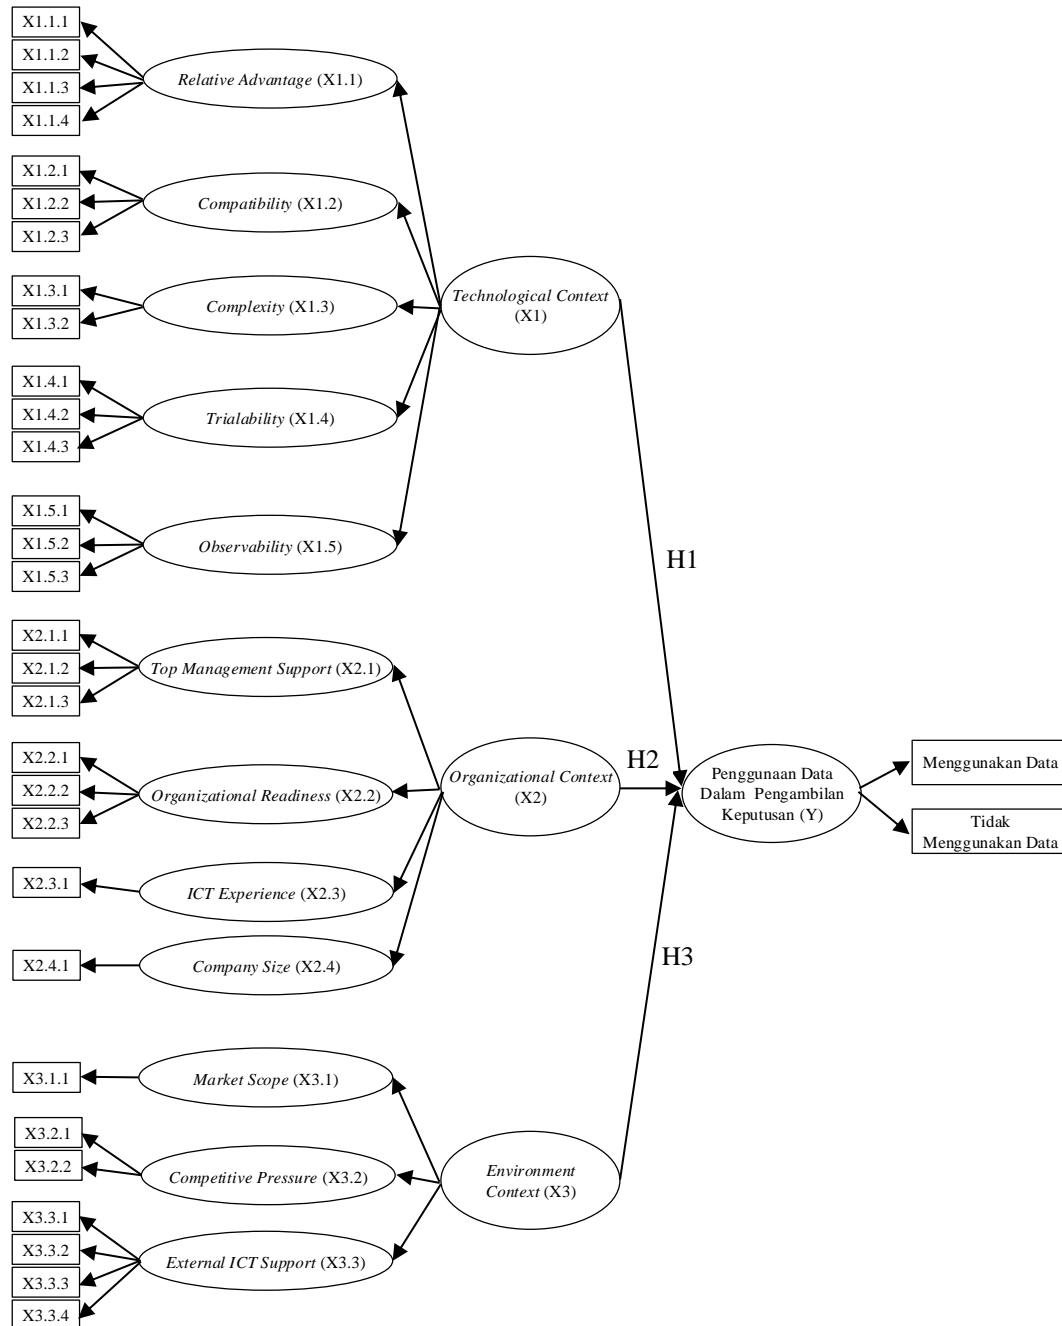 X1.1.1
X1.1.2
X1.1.3
X1.1.4
Relative Advantage (X1.1)
X1.2.1
X1.2.2
X1.2.3
Compatibility (X1.2)
X1.3.1
X1.3.2
Complexity (X1.3)
X1.4.1
X1.4.2
X1.4.3
Trialability (X1.4)
X1.5.1
X1.5.2
X1.5.3
Observability (X1.5)
Technological Context
(X1)
H1
X2.1.1
X2.1.2
X2.1.3
Top Management Support (X2.1)
X2.2.1
X2.2.2
X2.2.3
Organizational Readiness (X2.2)
X2.3.1
ICT Experience (X2.3)
X2.4.1
Company Size (X2.4)
Organizational Context
(X2)
H2
Penggunaan Data
Dalam Pengambilan
Keputusan (Y)
Menggunakan Data
Tidak
Menggunakan Data
H3
X3.1.1
Market Scope (X3.1)
X3.2.1
X3.2.2
Competitive Pressure (X3.2)
X3.3.1
X3.3.2
X3.3.3
X3.3.4
External ICT Support (X3.3)
Environment
Context (X3)